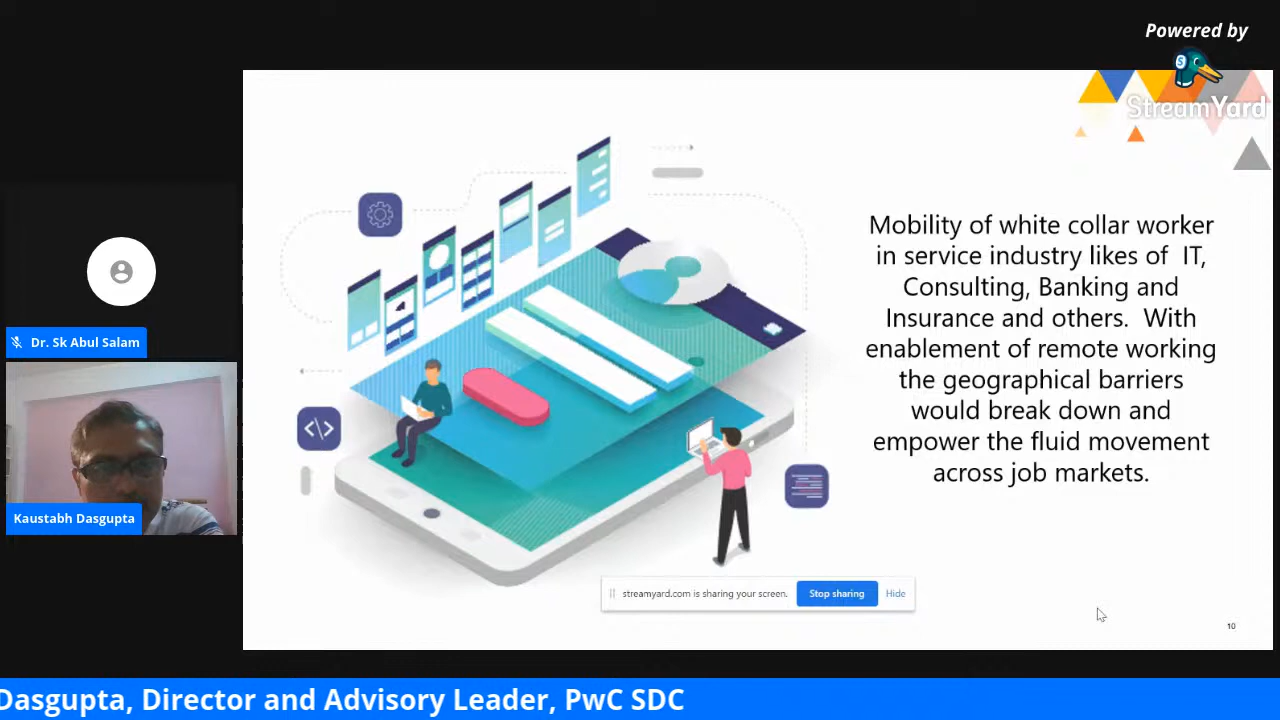 Powered by
StreamYard
Mobility of white collar worker
in service industry likes of IT,
Consulting, Banking and
Insurance and others. With
enablement of remote working
the geographical barriers
would break down and
empower the fluid movement
across job markets.
</>
Dr. Sk Abul Salam
Kaustabh Dasgupta
streamyard.com is sharing your screen. Stop sharing Hide
10
Dasgupta, Director and Advisory Leader, PwC SDC